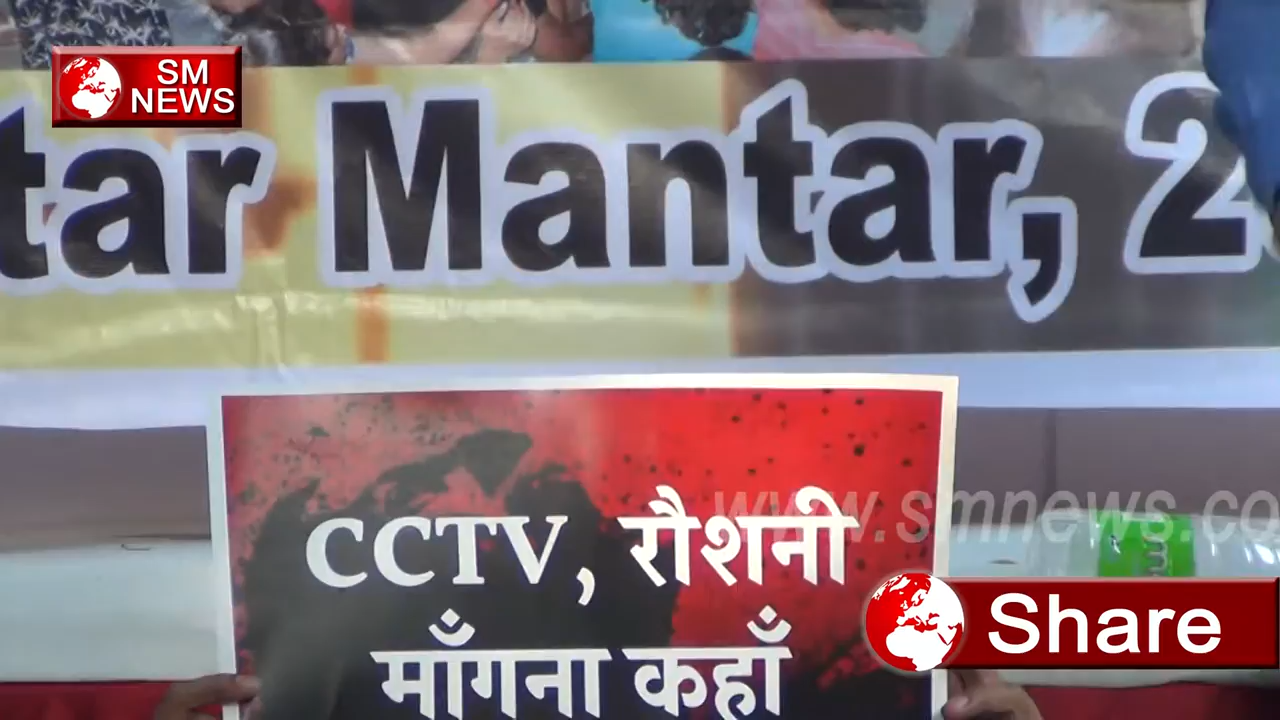 SM
NEWS
tar Mantar, 2
CCTV, रौशनी
www.smnews.co
माँगना कहाँ
Share